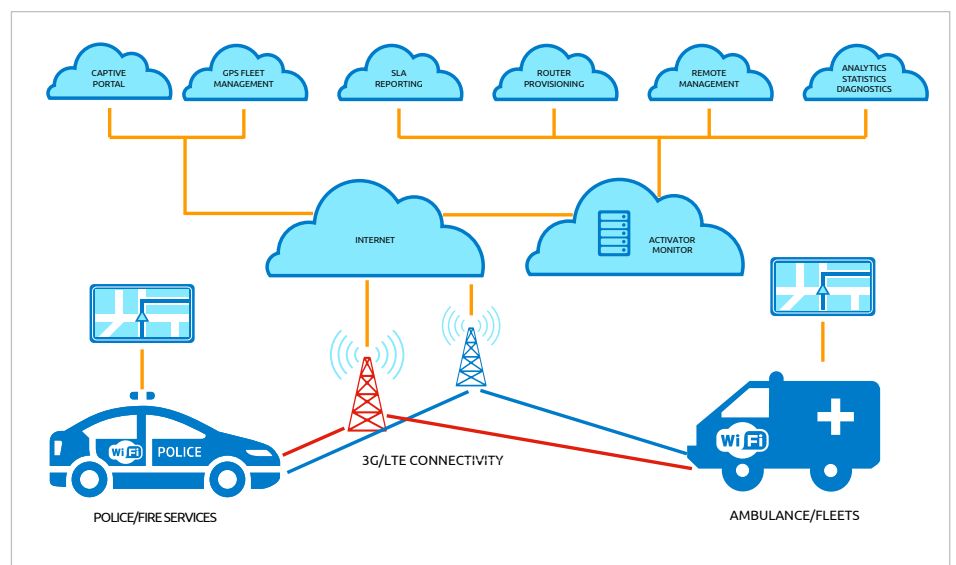 CAPTIVE
PORTAL
GPS FLEET
MANAGEMENT
SLA
REPORTING
ROUTER
PROVISIONING
REMOTE
MANAGEMENT
ANALYTICS
STATISTICS
DIAGNOSTICS
INTERNET
ACTIVATOR
MONITOR
WiFi
POLICE
WiFi
3G/LTE CONNECTIVITY
POLICE/FIRE SERVICES
AMBULANCE/FLEETS